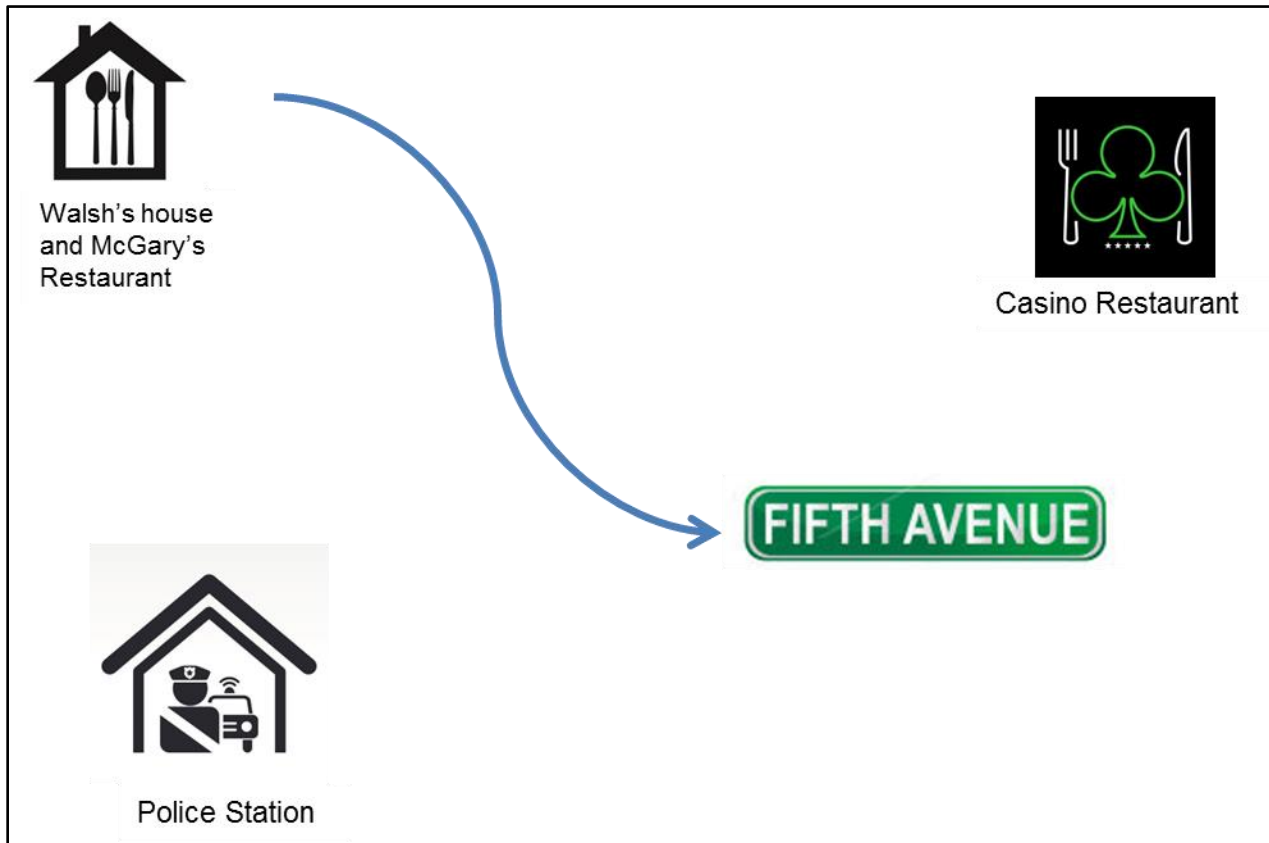 Walsh's house
and McGary's
Restaurant
Casino Restaurant
FIFTH AVENUE
Police Station